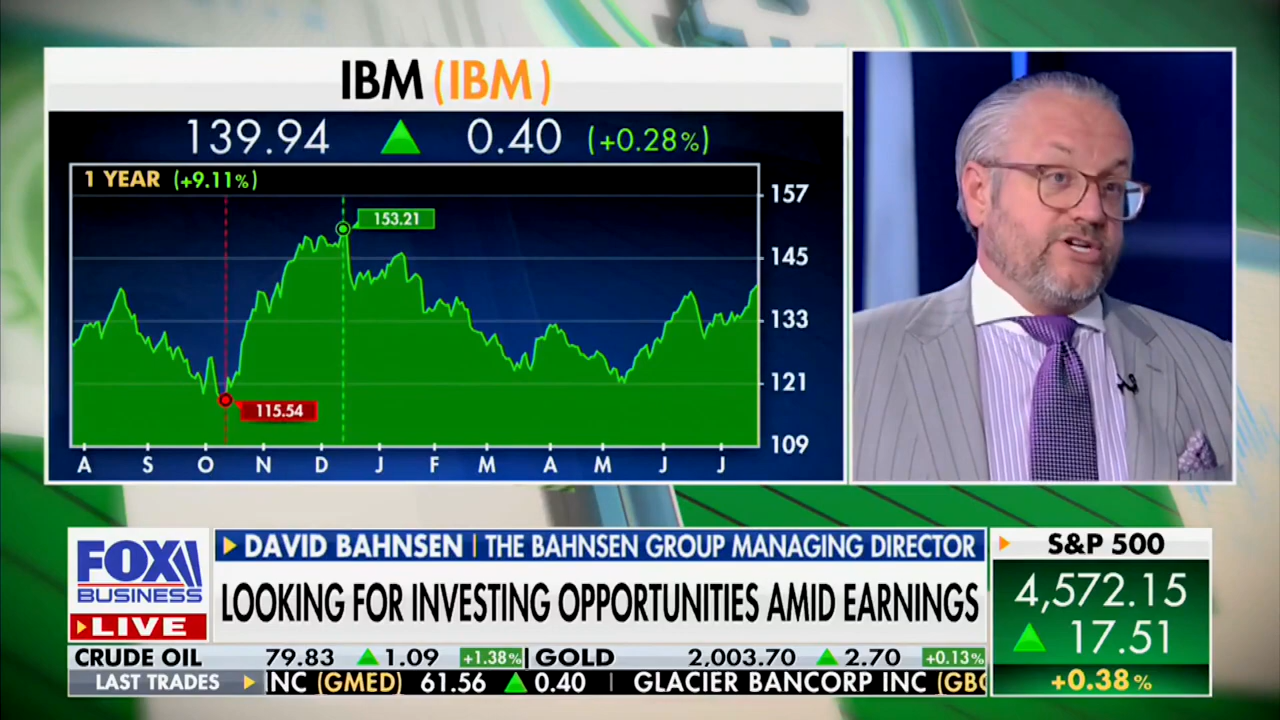 IBM (IBM)
139.94 ▲ 0.40 (+0.28%)
1 YEAR (+9.11%)
157
153.21
145
133
121
115.54
109
A S O N D J F M A M J J
DAVID BAHNSEN | THE BAHNSEN GROUP MANAGING DIRECTOR
LOOKING FOR INVESTING OPPORTUNITIES AMID EARNINGS
FOX
BUSINESS
LIVE
S&P 500
4,572.15
▲ 17.51
+0.38%
CRUDE OIL 79.83 ▲ 1.09 +1.38% | GOLD 2,003.70 ▲ 2.70 +0.13%
LAST TRADES INC (GMED) 61.56 ▲ 0.40 | GLACIER BANCORP INC